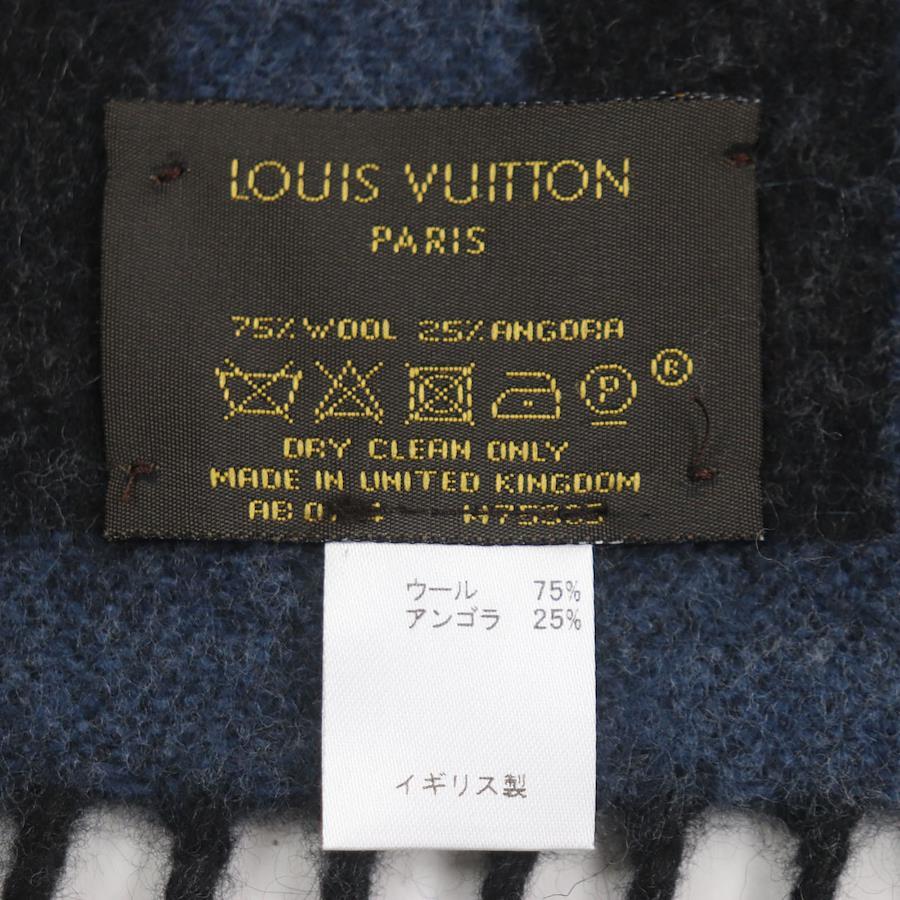 LOUIS VUITTON
PARIS
75% WOOL 25% ANGORA
P ®
DRY CLEAN ONLY
MADE IN UNITED KINGDOM
AB
ウール 75%
アンゴラ 25%
イギリス製